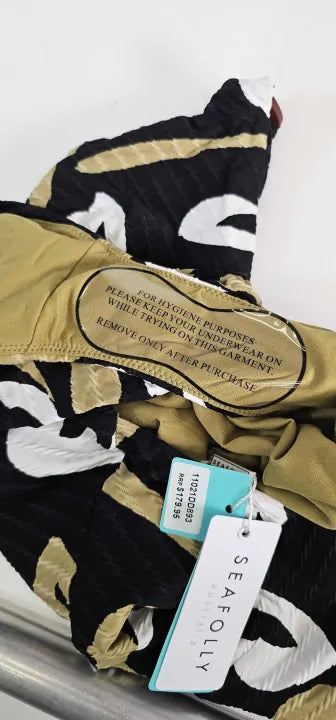 FOR HYGIENE PURPOSES
PLEASE KEEP YOUR UNDERWEAR ON
WHILE TRYING ON THIS GARMENT.
REMOVE ONLY AFTER PURCHASE
11021DD893
RRP $179.95
SEAFOLLY
australia